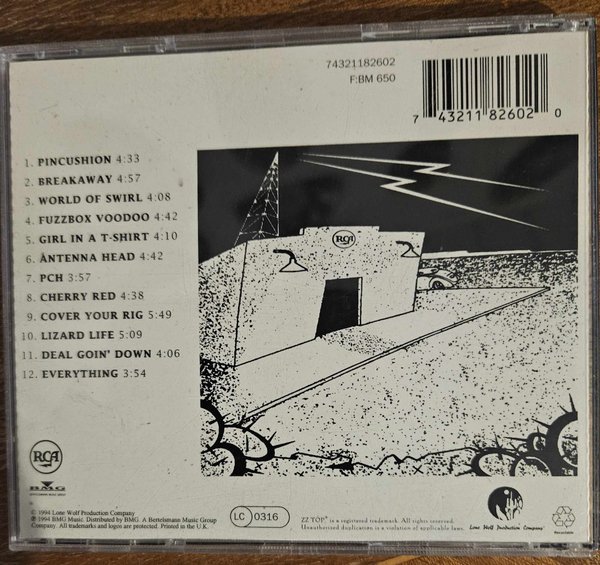 74321182602
F:BM 650
7 43211 82602 0
1. PINCUSHION 4:33
2. BREAKAWAY 4:57
3. WORLD OF SWIRL 4:08
4. FUZZBOX VOODOO 4:42
5. GIRL IN A T-SHIRT 4:10
6. ÄNTENNA HEAD 4:42
7. PCH 3:57
8. CHERRY RED 4:38
9. COVER YOUR RIG 5:49
10. LIZARD LIFE 5:09
11. DEAL GOIN' DOWN 4:06
12. EVERYTHING 3:54
RCA
RCA
BMG
© 1994 Lone Wolf Production Company
℗ 1994 BMG Music Distributed by BMG. A Bertelsmann Music Group
Company. All trademarks and logos are protected. Printed in the U.K.
LC 0316
ZZ TOP® is a registered trademark. All rights reserved.
Unauthorized duplication is a violation of applicable laws.
Lone Wolf Production Company
Recyclable